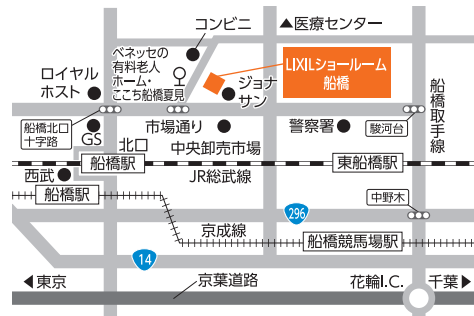 コンビニ
▲医療センター
ベネッセの
有料老人
ホーム・
ここち船橋夏見
LIXILショールーム
船橋
ロイヤル
ホスト
ジョナ
サン
船橋取手線
船橋北口
十字路
GS
市場通り
警察署
駿河台
北口
中央卸売市場
船橋駅
東船橋駅
西武
JR総武線
船橋駅
中野木
296
京成線
船橋競馬場駅
14
◀東京
京葉道路
花輪I.C.
千葉▶